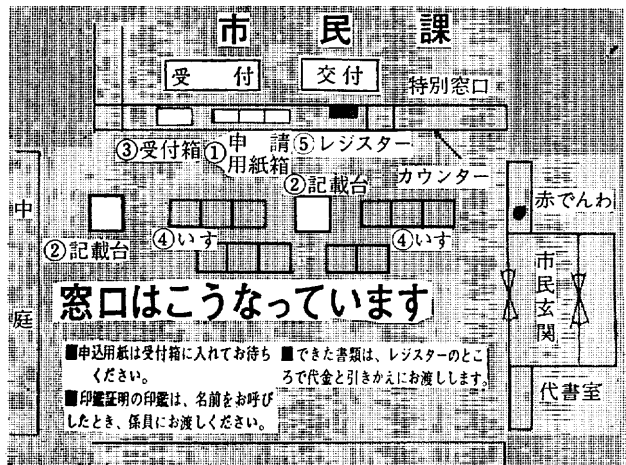 市民課
受付
交付
特別窓口
③受付箱
①申請
用紙箱
⑤レジスター
カウンター
②記載台
②記載台
④いす
④いす
赤でんわ
中庭
市民玄関
代書室
窓口はこうなっています
■申込用紙は受付箱に入れてお待ち
ください。
■印鑑証明の印鑑は、名前をお呼び
したとき、係員にお渡しください。
■できた書類は、レジスターのとこ
ろで代金と引きかえにお渡しします。